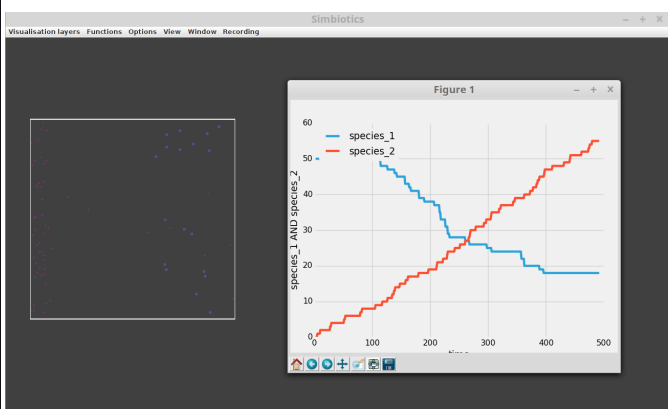 Simbiotics
Visualisation layers Functions Options View Window Recording
Figure 1
species_1
species_2
species_1 AND species_2
60
50
40
30
20
10
0
0 100 200 300 400 500
time